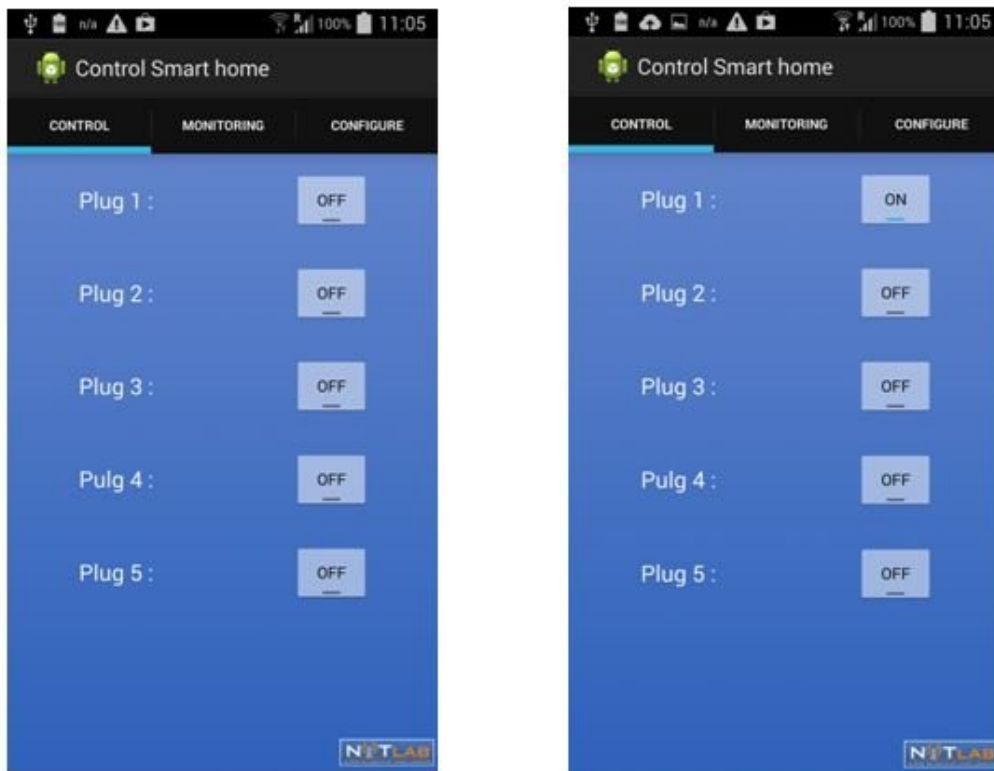 n/a 100% 11:05
Control Smart home
CONTROL MONITORING CONFIGURE
Plug 1 : OFF
Plug 2 : OFF
Plug 3 : OFF
Pulg 4 : OFF
Plug 5 : OFF
n/a 100% 11:05
Control Smart home
CONTROL MONITORING CONFIGURE
Plug 1 : ON
Plug 2 : OFF
Plug 3 : OFF
Pulg 4 : OFF
Plug 5 : OFF